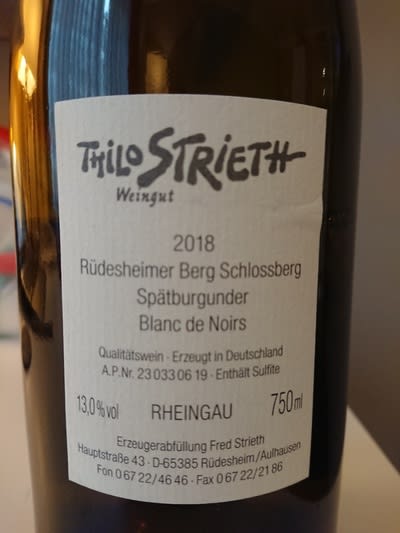 THILO STRIETH
Weingut
2018
Rüdesheimer Berg Schlossberg
Spätburgunder
Blanc de Noirs
Qualitätswein · Erzeugt in Deutschland
A.P.Nr. 23 033 06 19 · Enthält Sulfite
13,0 % vol RHEINGAU 750 ml
Erzeugerabfüllung Fred Strieth
Hauptstraße 43 · D-65385 Rüdesheim/Aulhausen
Fon 0 67 22/46 46 · Fax 0 67 22/21 86